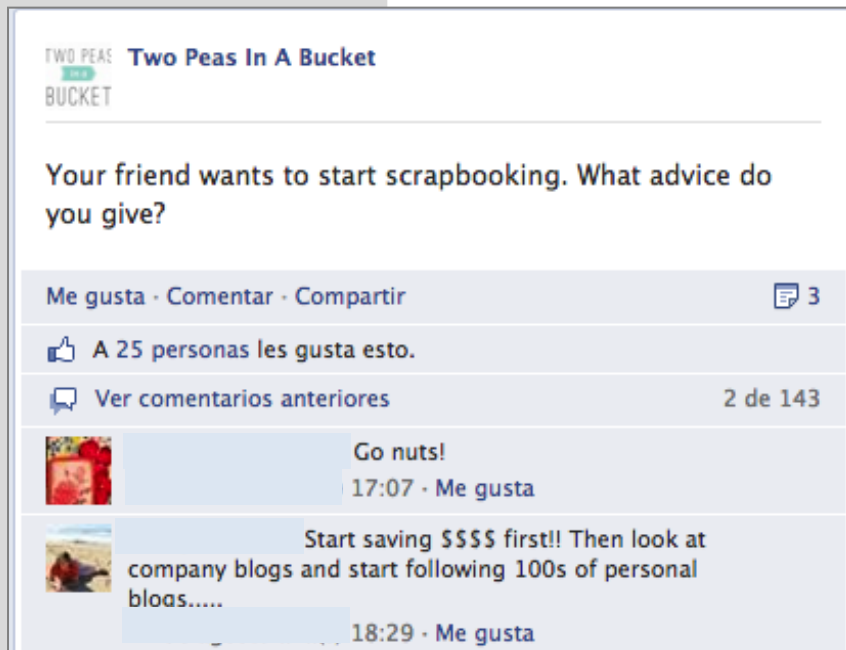 TWO PEAS
in a
BUCKET
Two Peas In A Bucket
Your friend wants to start scrapbooking. What advice do
you give?
Me gusta · Comentar · Compartir
3
A 25 personas les gusta esto.
Ver comentarios anteriores
2 de 143
Go nuts!
17:07 · Me gusta
Start saving $$$$ first!! Then look at
company blogs and start following 100s of personal
blogs.....
18:29 · Me gusta